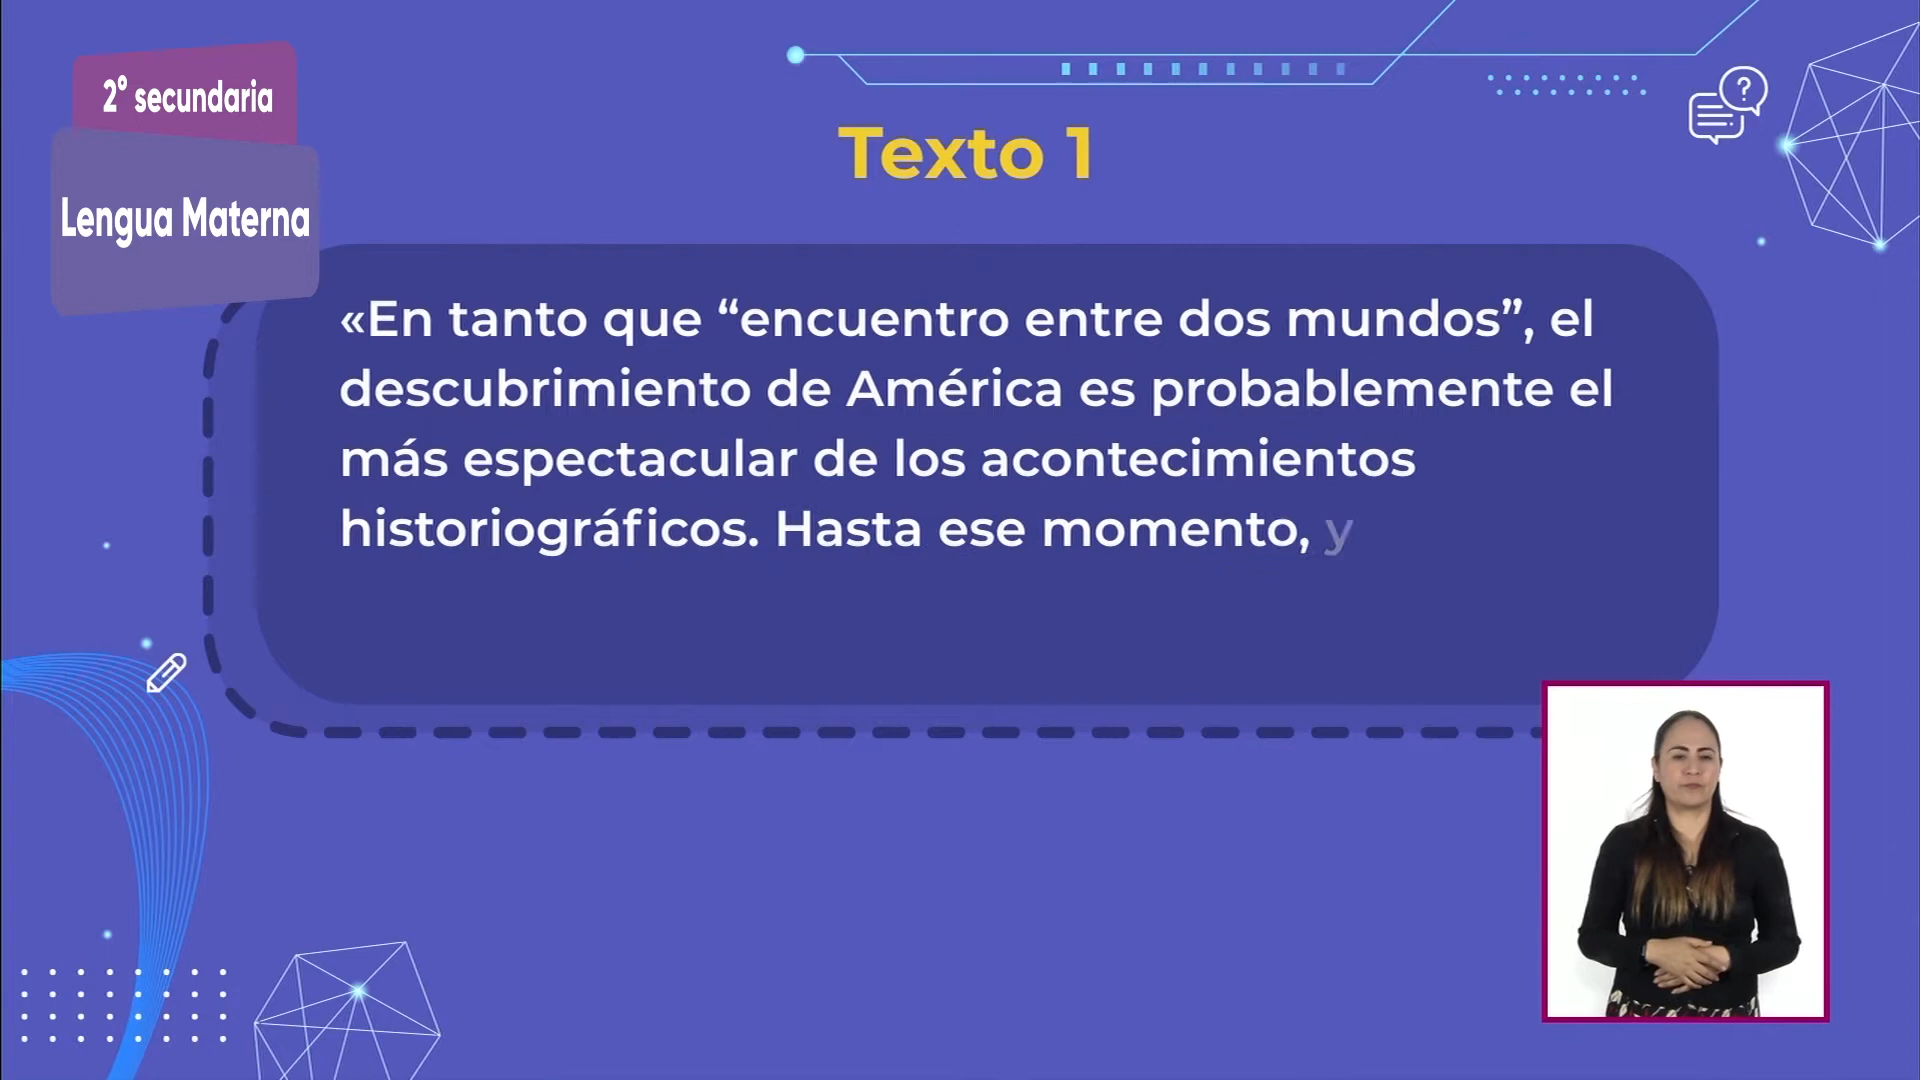 2° secundaria
Lengua Materna
Texto 1
«En tanto que “encuentro entre dos mundos”, el
descubrimiento de América es probablemente el
más espectacular de los acontecimientos
historiográficos. Hasta ese momento, y
?